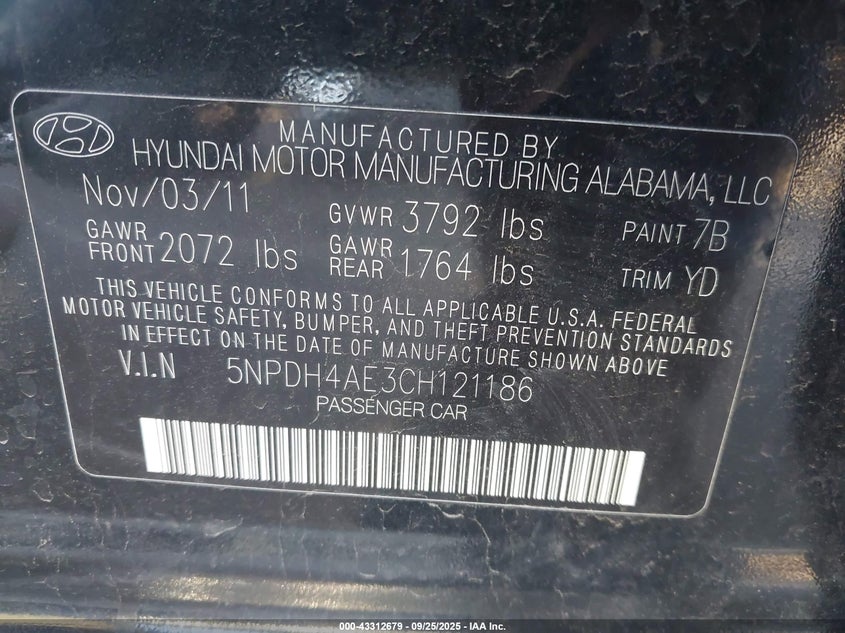 MANUFACTURED BY
HYUNDAI MOTOR MANUFACTURING ALABAMA, LLC
Nov/03/11 GVWR 3792 lbs PAINT 7B
GAWR FRONT 2072 lbs GAWR REAR 1764 lbs TRIM YD
THIS VEHICLE CONFORMS TO ALL APPLICABLE U.S.A. FEDERAL
MOTOR VEHICLE SAFETY, BUMPER, AND THEFT PREVENTION STANDARDS
IN EFFECT ON THE DATE OF MANUFACTURE SHOWN ABOVE
V.I.N 5NPDH4AE3CH121186
PASSENGER CAR
000-43312679 - 09/25/2025 - IAA Inc.